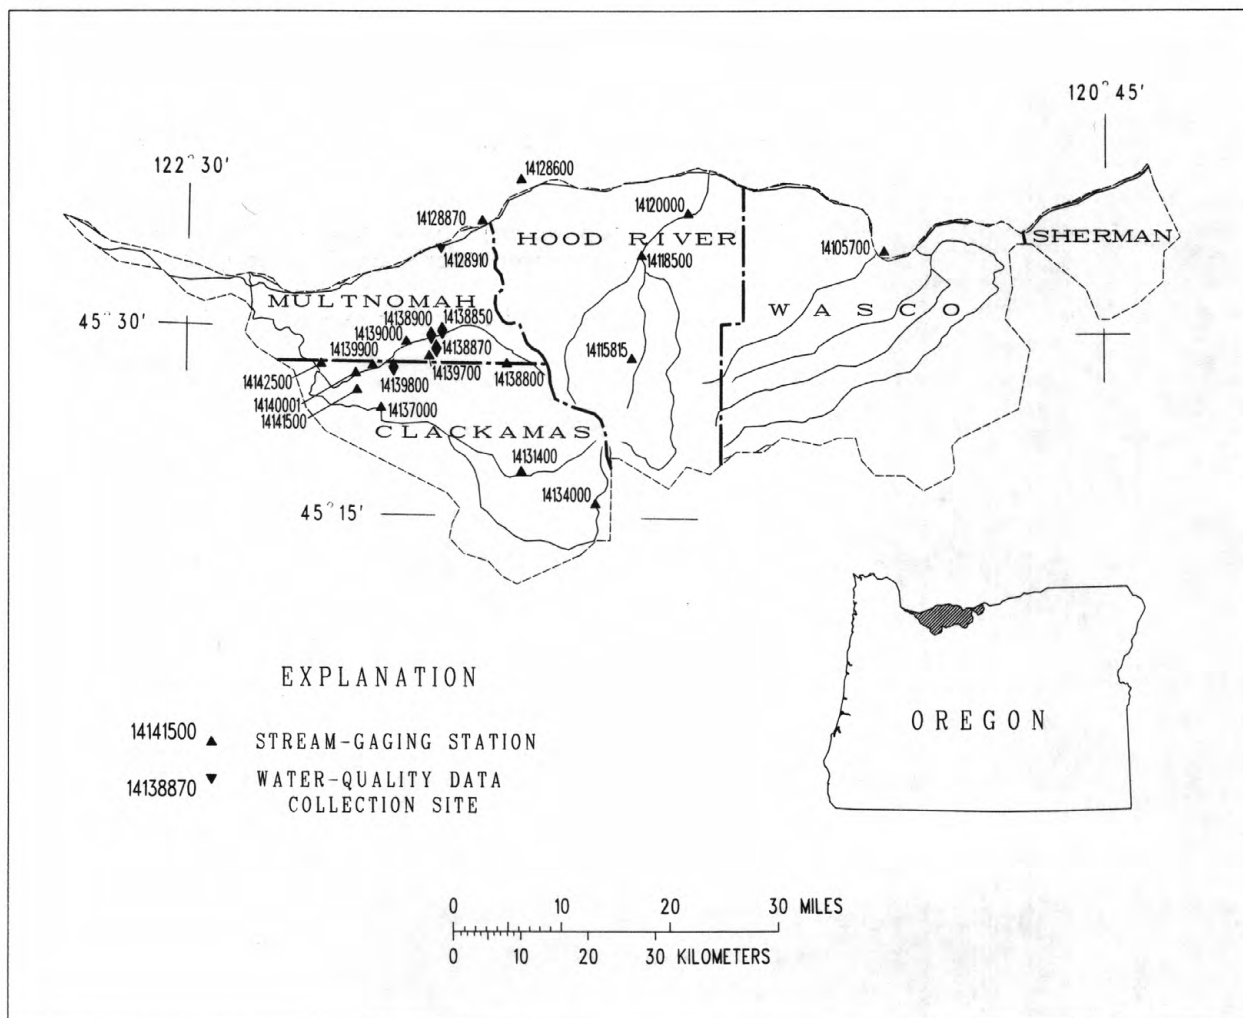 120° 45'
122° 30'
14128600
14128870
14120000
HOOD RIVER
SHERMAN
14128910
14118500
14105700
MULTNOMAH
WASCO
45° 30'
14138900
14138850
14139000
14138870
14139900
14115815
14139700
14138800
14142500
14139800
14140001
14141500
14137000
CLACKAMAS
14131400
14134000
45° 15'
EXPLANATION
14141500 STREAM-GAGING STATION
14138870 WATER-QUALITY DATA
COLLECTION SITE
OREGON
0 10 20 30 MILES
0 10 20 30 KILOMETERS